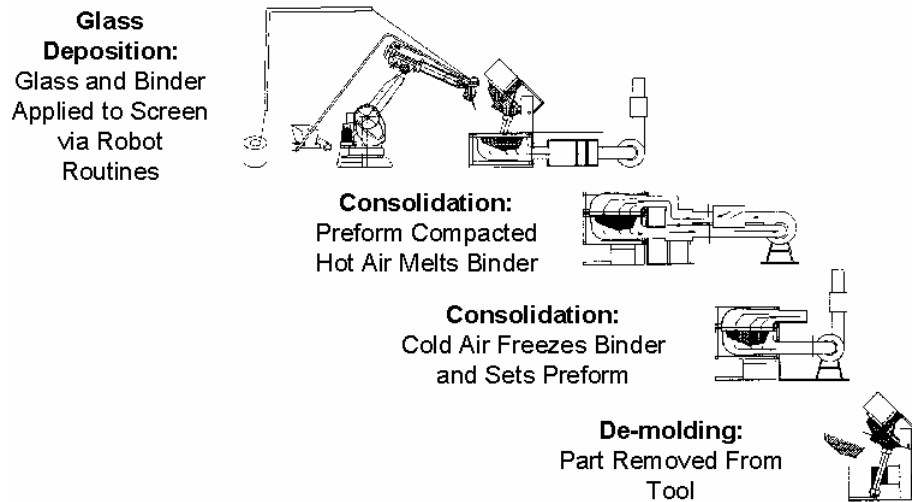 Glass
Deposition:
Glass and Binder
Applied to Screen
via Robot
Routines
Consolidation:
Preform Compacted
Hot Air Melts Binder
Consolidation:
Cold Air Freezes Binder
and Sets Preform
De-molding:
Part Removed From
Tool